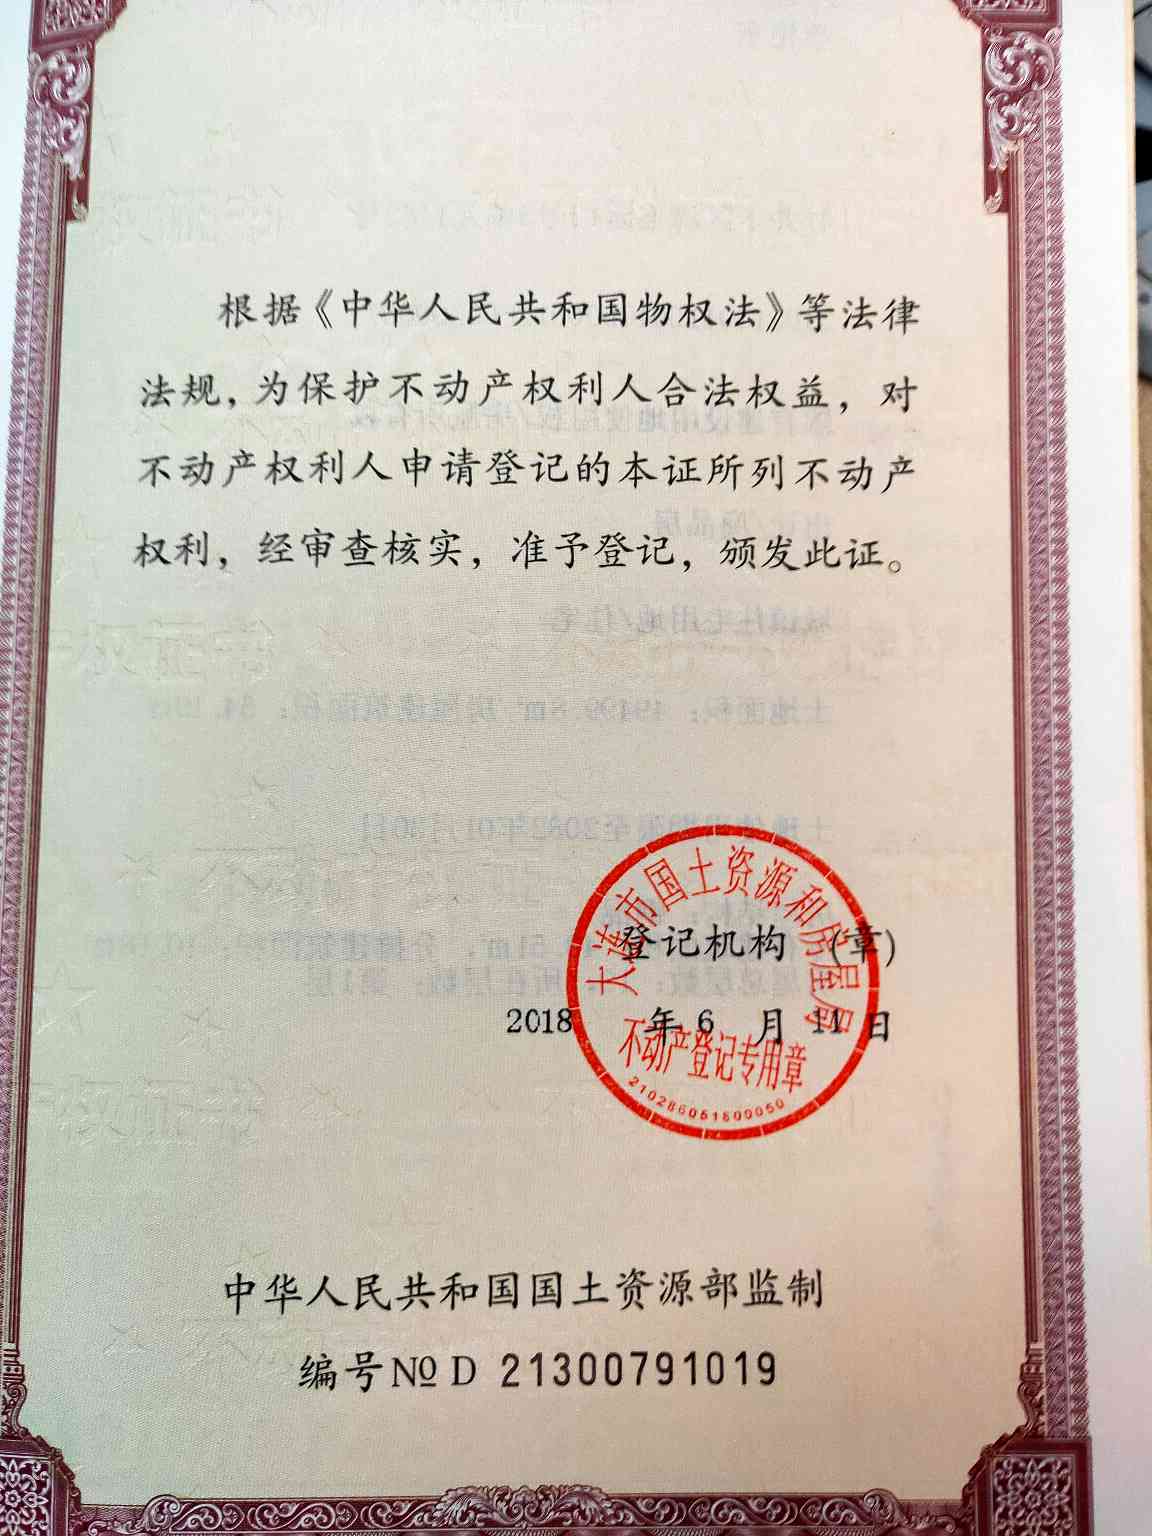 根据《中华人民共和国物权法》等法律
法规，为保护不动产权利人合法权益，对
不动产权利人申请登记的本证所列不动产
权利，经审查核实，准予登记，颁发此证。
大连市国土资源和房屋局
登记机构 （章）
2018 年 6 月 11 日
不动产登记专用章
210286051800050
中华人民共和国国土资源部监制
编号 № D 21300791019